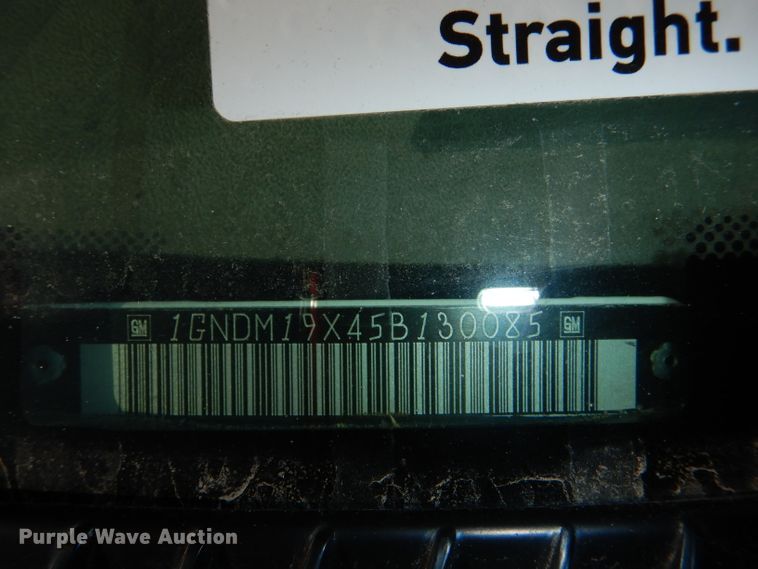 Straight.
GM 1GNDM19X45B130085 GM
Purple Wave Auction